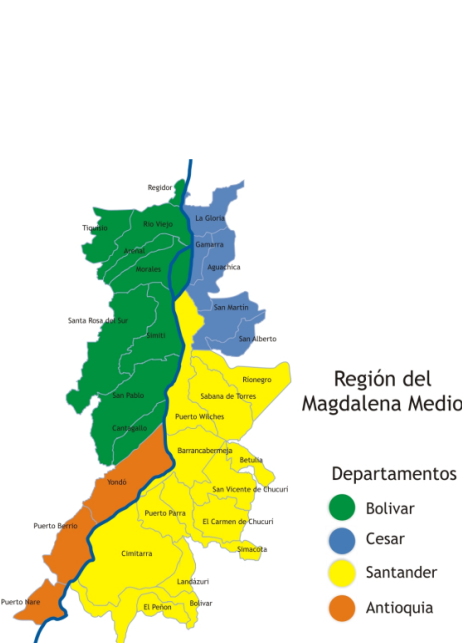 Regidor
La Gloria
Tiquisio
Rio Viejo
Gamarra
Arenal
Morales
Aguachica
San Martín
Santa Rosa del Sur
Simití
San Alberto
Rionegro
Región del
Magdalena Medio
San Pablo
Sabana de Torres
Puerto Wilches
Cantagallo
Barrancabermeja
Betulia
Departamentos
Yondó
San Vicente de Chucurí
Bolivar
Puerto Parra
El Carmen de Chucurí
Puerto Berrio
Cesar
Cimitarra
Simacota
Santander
Landázuri
Puerto Nare
El Peñon
Bolivar
Antioquia